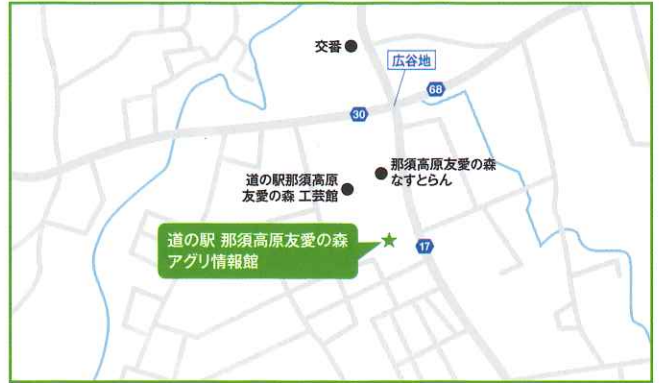 交番
広谷地
68
30
那須高原友愛の森
なすとらん
道の駅那須高原
友愛の森 工芸館
道の駅 那須高原友愛の森
アグリ情報館
17